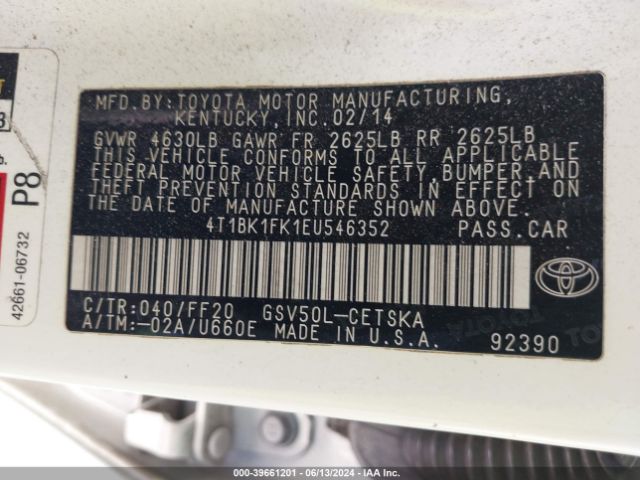 MFD.BY:TOYOTA MOTOR MANUFACTURING,
KENTUCKY,INC.02/14
GVWR 4630LB GAWR FR 2625LB RR 2625LB
THIS VEHICLE CONFORMS TO ALL APPLICABLE
FEDERAL MOTOR VEHICLE SAFETY,BUMPER,AND
THEFT PREVENTION STANDARDS IN EFFECT ON
THE DATE OF MANUFACTURE SHOWN ABOVE.
4T1BK1FK1EU546352 PASS.CAR
C/TR:040/FF20 GSV50L-CETSKA
A/TM:-02A/U660E MADE IN U.S.A. 92390
TOYOTA
P8
42661-06732
000-39661201 - 06/13/2024 - IAA Inc.